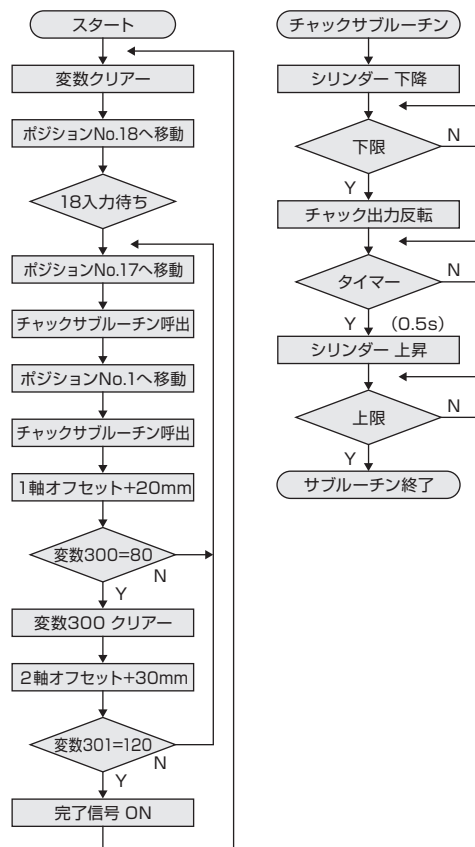 スタート
変数クリアー
ポジションNo.18へ移動
18入力待ち
ポジションNo.17へ移動
チャックサブルーチン呼出
ポジションNo.1へ移動
チャックサブルーチン呼出
1軸オフセット+20mm
変数300=80
N
Y
変数300 クリアー
2軸オフセット+30mm
変数301=120
N
Y
完了信号 ON
チャックサブルーチン
シリンダー 下降
下限
N
Y
チャック出力反転
タイマー
N
Y (0.5s)
シリンダー 上昇
上限
N
Y
サブルーチン終了